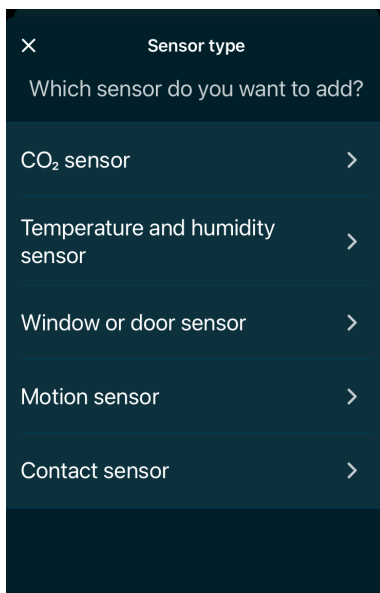 Sensor type
Which sensor do you want to add?
CO₂ sensor
Temperature and humidity
sensor
Window or door sensor
Motion sensor
Contact sensor